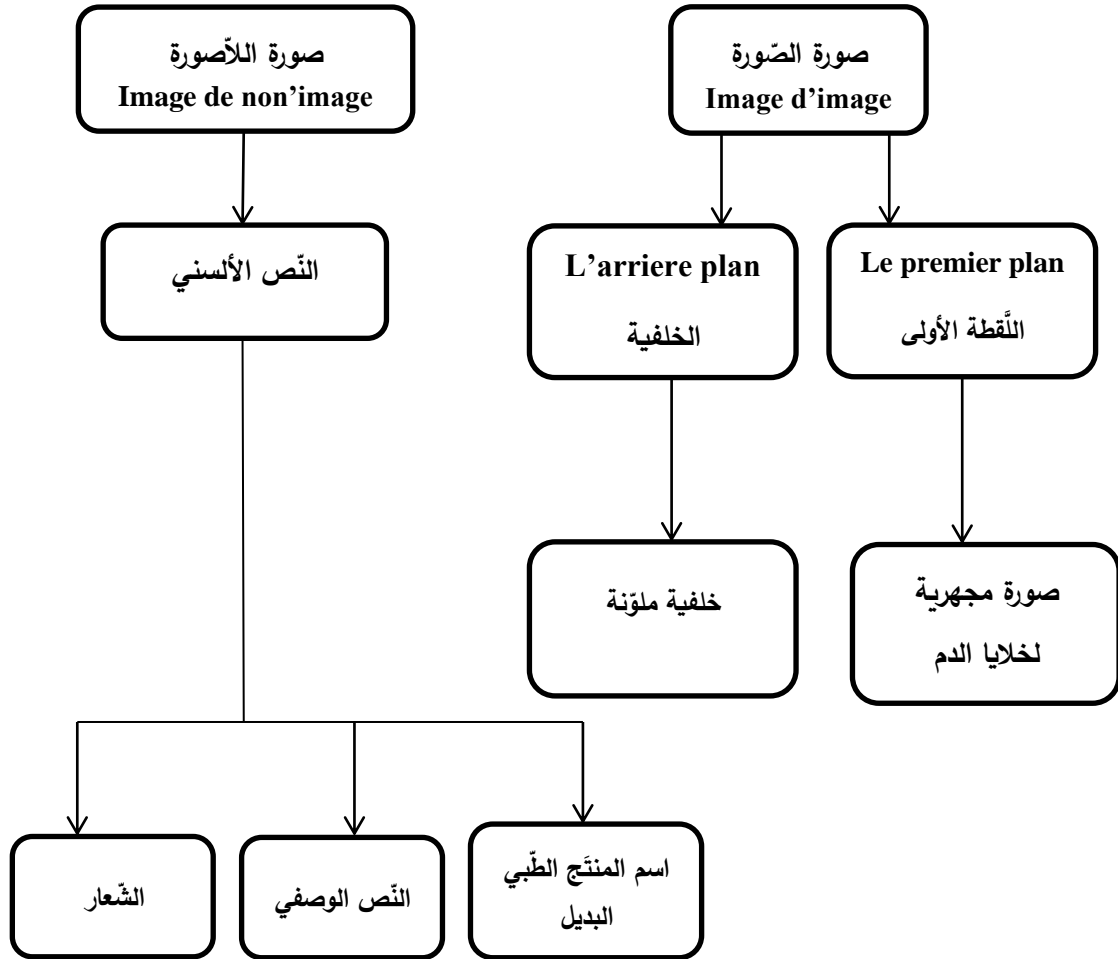 صورة الصّورة
Image d’image
صورة اللاّصورة
Image de non’image
Le premier plan
اللَّقطة الأولى
L’arriere plan
الخلفية
النّص الألسني
صورة مجهرية
لخلايا الدم
خلفية ملوّنة
اسم المنتَج الطّبي
البديل
النّص الوصفي
الشّعار